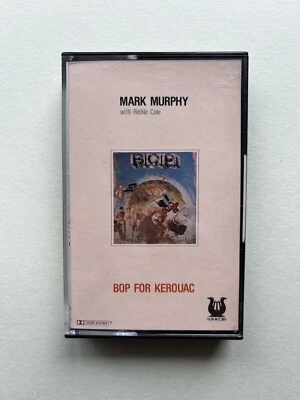 MARK MURPHY
with Richie Cole
BOP
BOP FOR KEROUAC